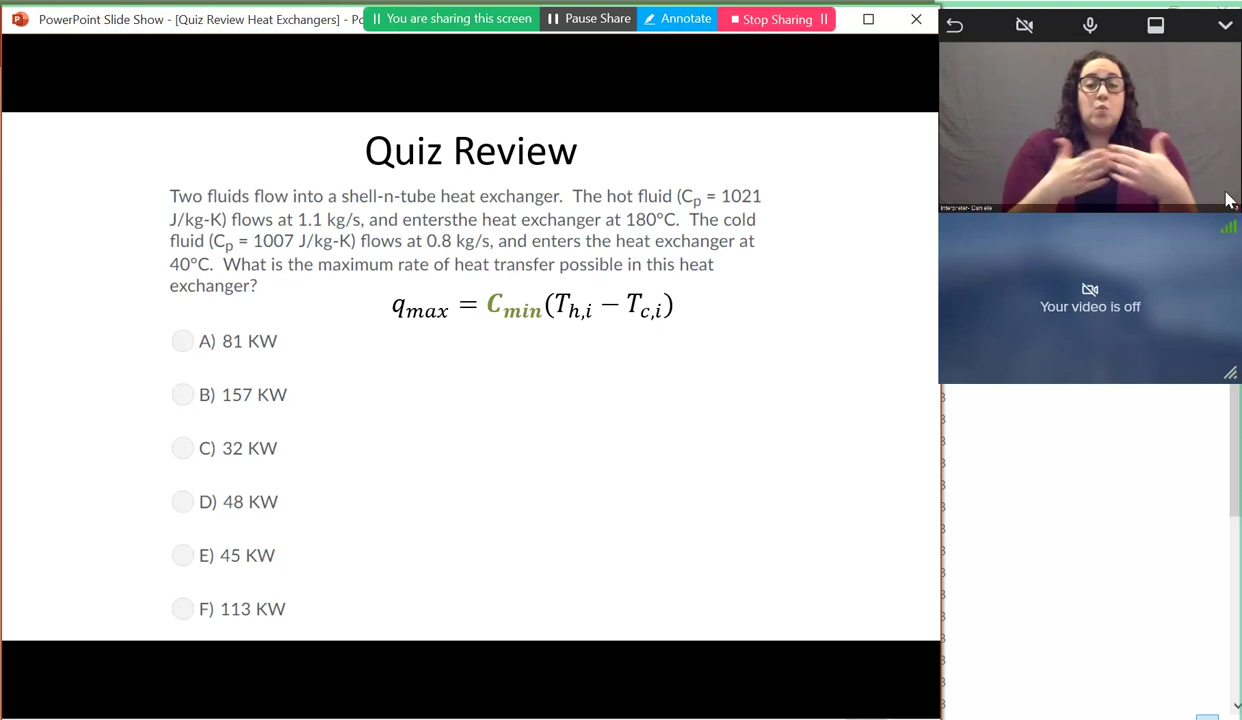 PowerPoint Slide Show - [Quiz Review Heat Exchangers] - Po
You are sharing this screen
Pause Share
Annotate
Stop Sharing
Quiz Review
Two fluids flow into a shell-n-tube heat exchanger. The hot fluid (Cp = 1021
J/kg-K) flows at 1.1 kg/s, and entersthe heat exchanger at 180°C. The cold
fluid (Cp = 1007 J/kg-K) flows at 0.8 kg/s, and enters the heat exchanger at
40°C. What is the maximum rate of heat transfer possible in this heat
exchanger?
qmax = Cmin(Th,i − Tc,i)
A) 81 KW
B) 157 KW
C) 32 KW
D) 48 KW
E) 45 KW
F) 113 KW
Interpreter- Danielle
Your video is off